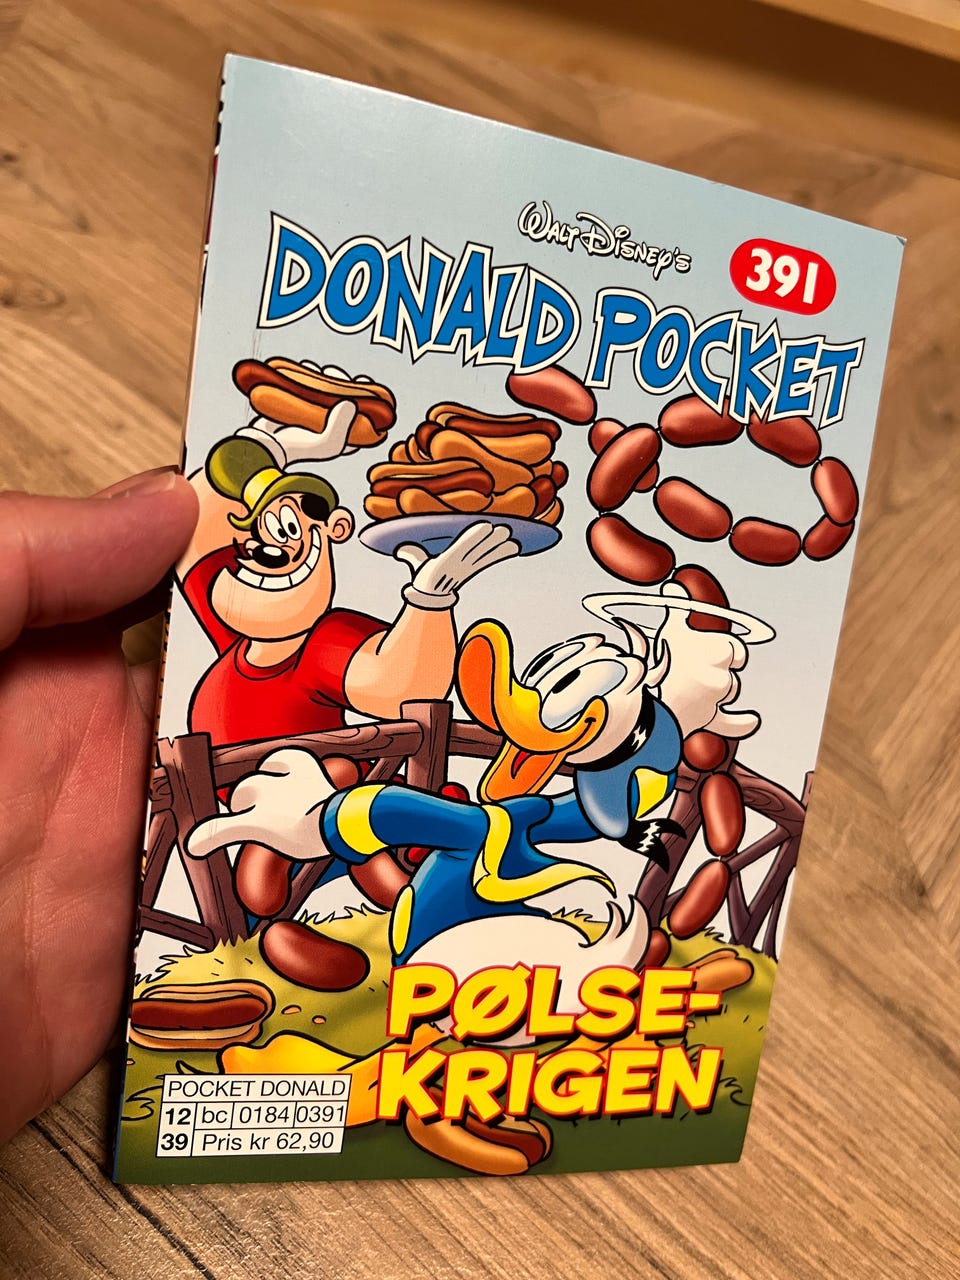 WALT DISNEY'S
391
DONALD POCKET
PØLSE-
KRIGEN
POCKET DONALD
12 bc 0184 0391
39 Pris kr 62,90